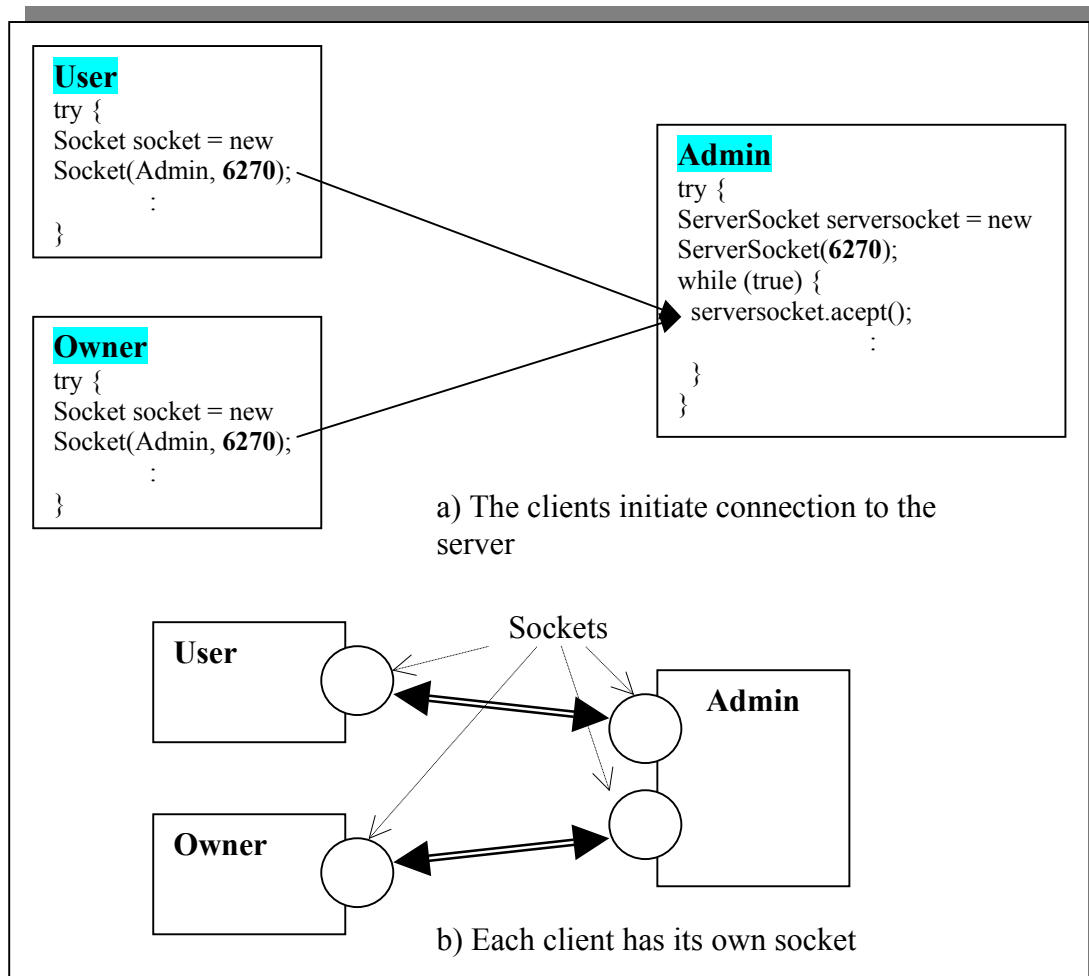 User
try {
Socket socket = new
Socket(Admin, 6270);
:
}
Admin
try {
ServerSocket serversocket = new
ServerSocket(6270);
while (true) {
serversocket.acept();
:
}
}
Owner
try {
Socket socket = new
Socket(Admin, 6270);
:
}
a) The clients initiate connection to the
server
Sockets
User
Admin
Owner
b) Each client has its own socket